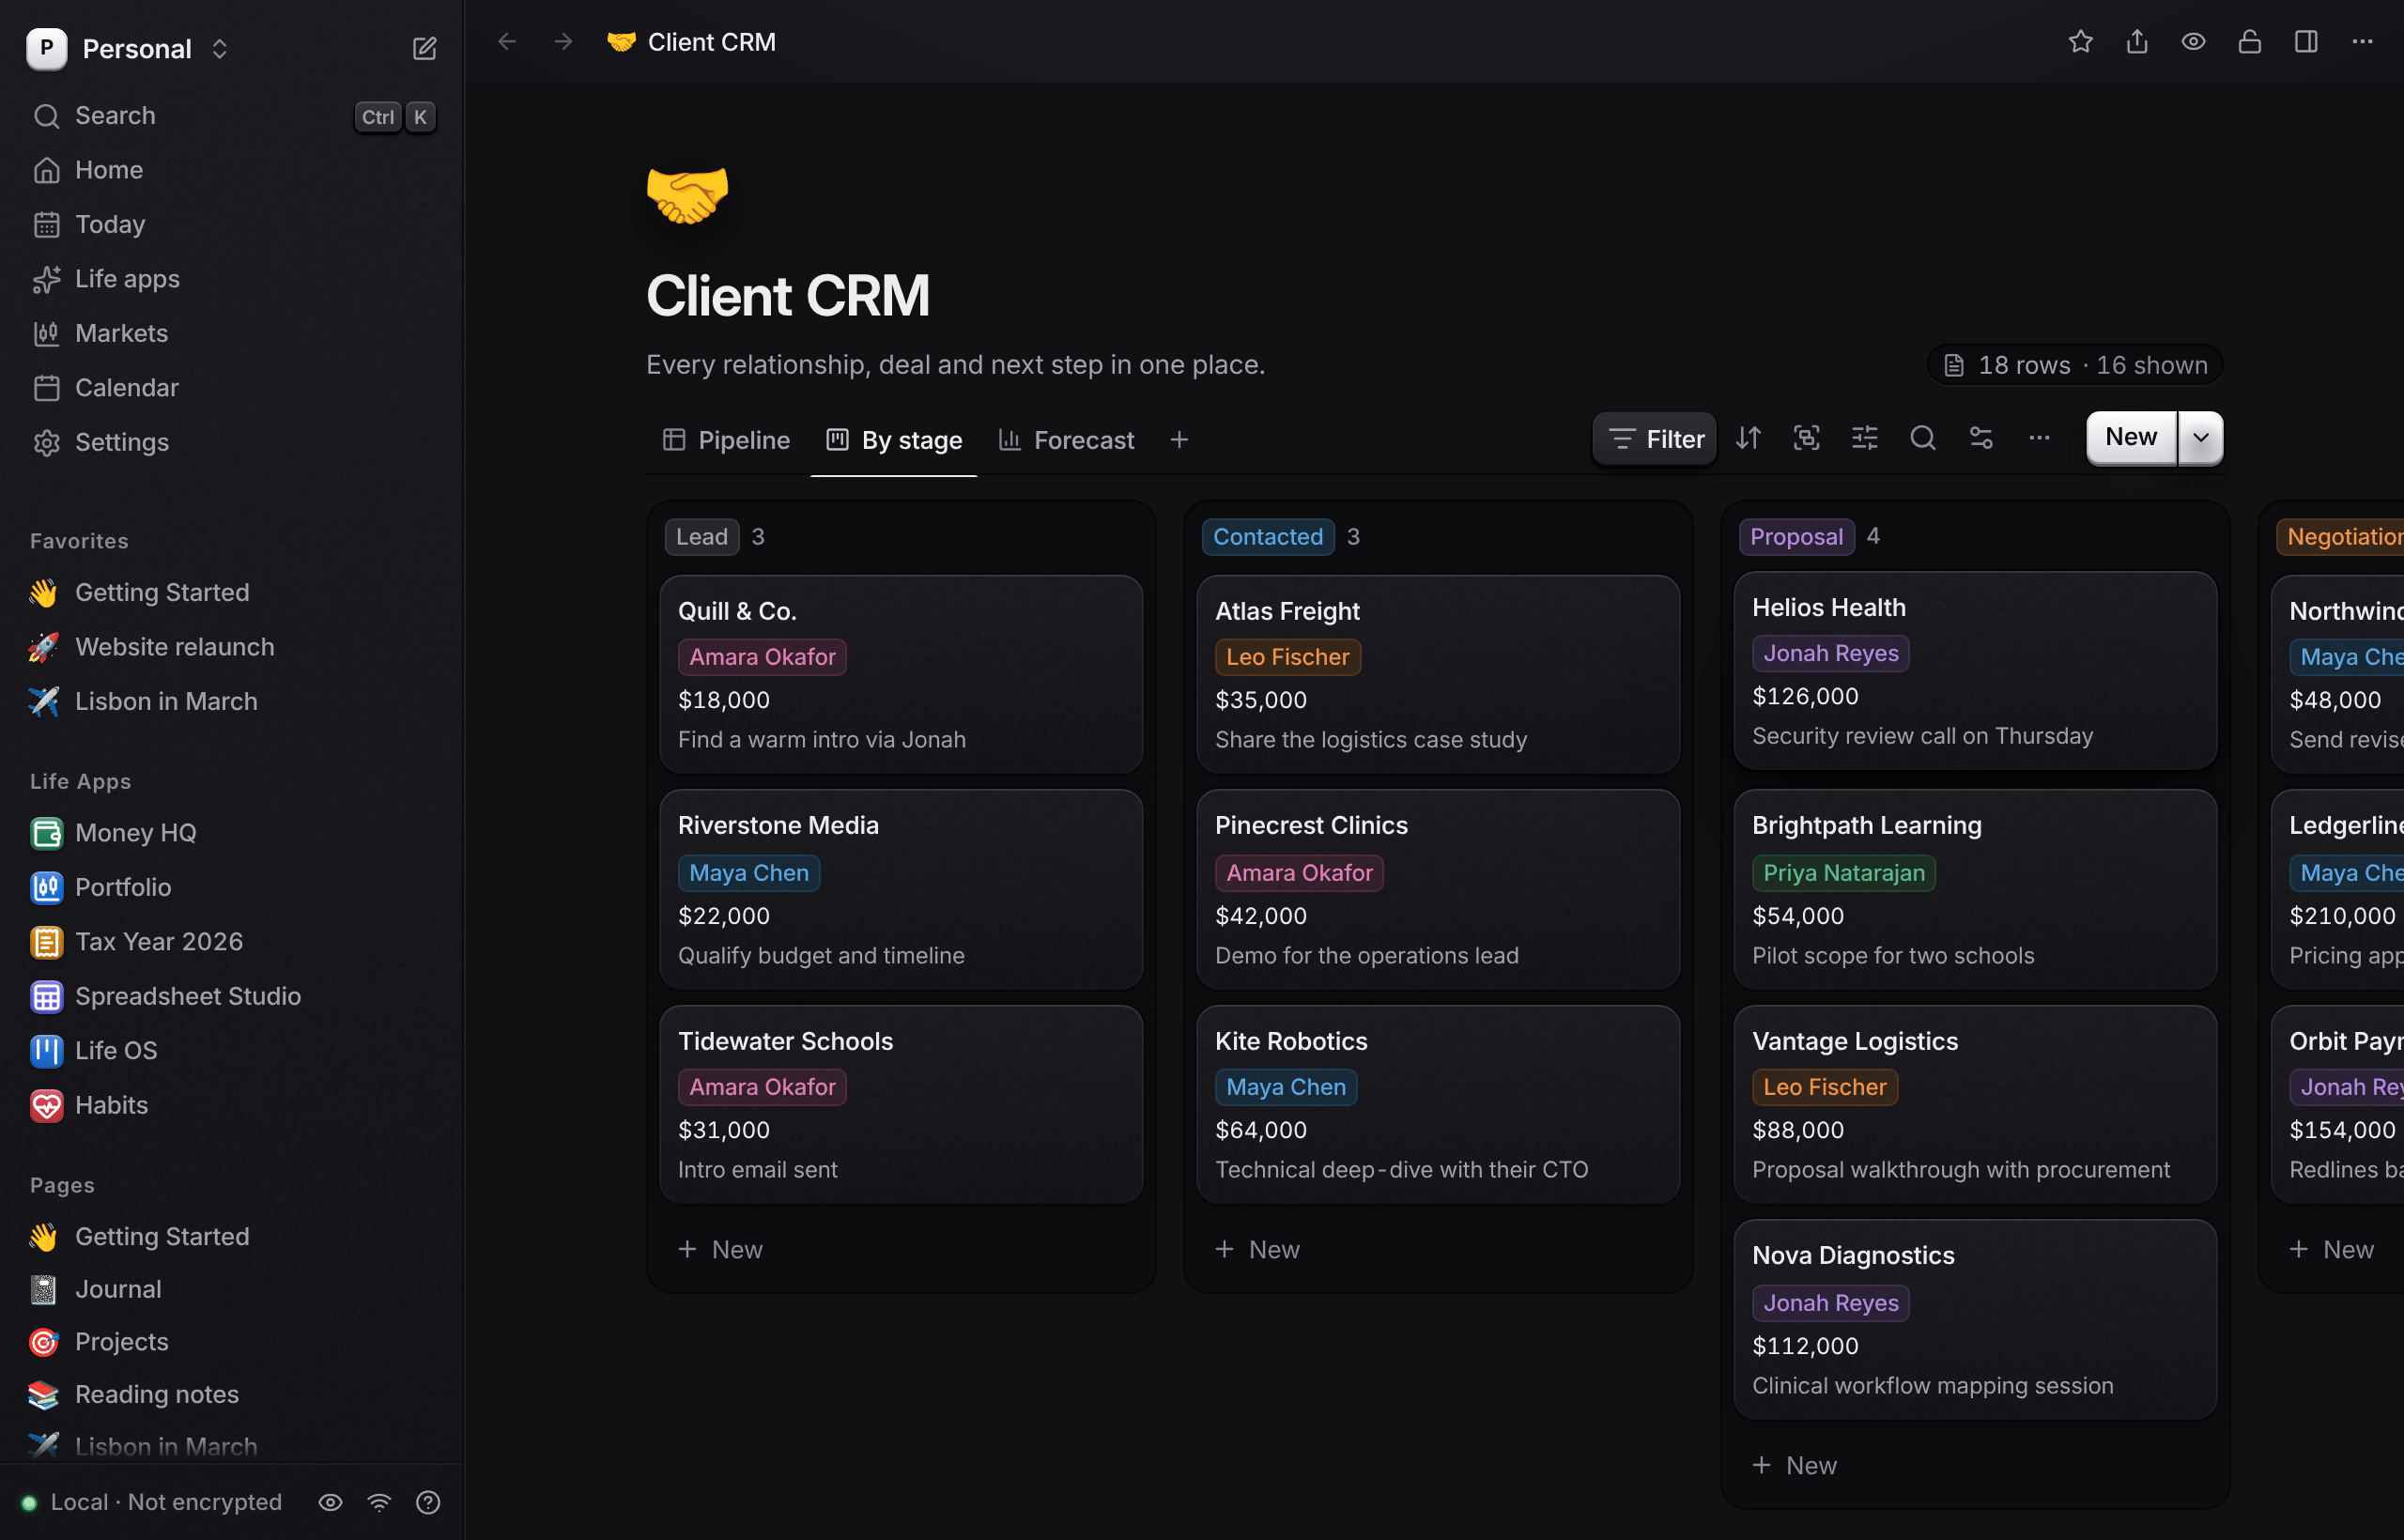 P Personal
Search Ctrl K
Home
Today
Life apps
Markets
Calendar
Settings
Favorites
Getting Started
Website relaunch
Lisbon in March
Life Apps
Money HQ
Portfolio
Tax Year 2026
Spreadsheet Studio
Life OS
Habits
Pages
Getting Started
Journal
Projects
Reading notes
Lisbon in March
Local · Not encrypted
Client CRM
Client CRM
Every relationship, deal and next step in one place.
18 rows · 16 shown
Pipeline By stage Forecast
Filter New
Lead 3
Quill & Co.
Amara Okafor
$18,000
Find a warm intro via Jonah
Riverstone Media
Maya Chen
$22,000
Qualify budget and timeline
Tidewater Schools
Amara Okafor
$31,000
Intro email sent
New
Contacted 3
Atlas Freight
Leo Fischer
$35,000
Share the logistics case study
Pinecrest Clinics
Amara Okafor
$42,000
Demo for the operations lead
Kite Robotics
Maya Chen
$64,000
Technical deep-dive with their CTO
New
Proposal 4
Helios Health
Jonah Reyes
$126,000
Security review call on Thursday
Brightpath Learning
Priya Natarajan
$54,000
Pilot scope for two schools
Vantage Logistics
Leo Fischer
$88,000
Proposal walkthrough with procurement
Nova Diagnostics
Jonah Reyes
$112,000
Clinical workflow mapping session
New
Maya
$48,000
Send
Maya
$210,000
Pricing
Orbit
Jonah
$154,000
Redlines
New